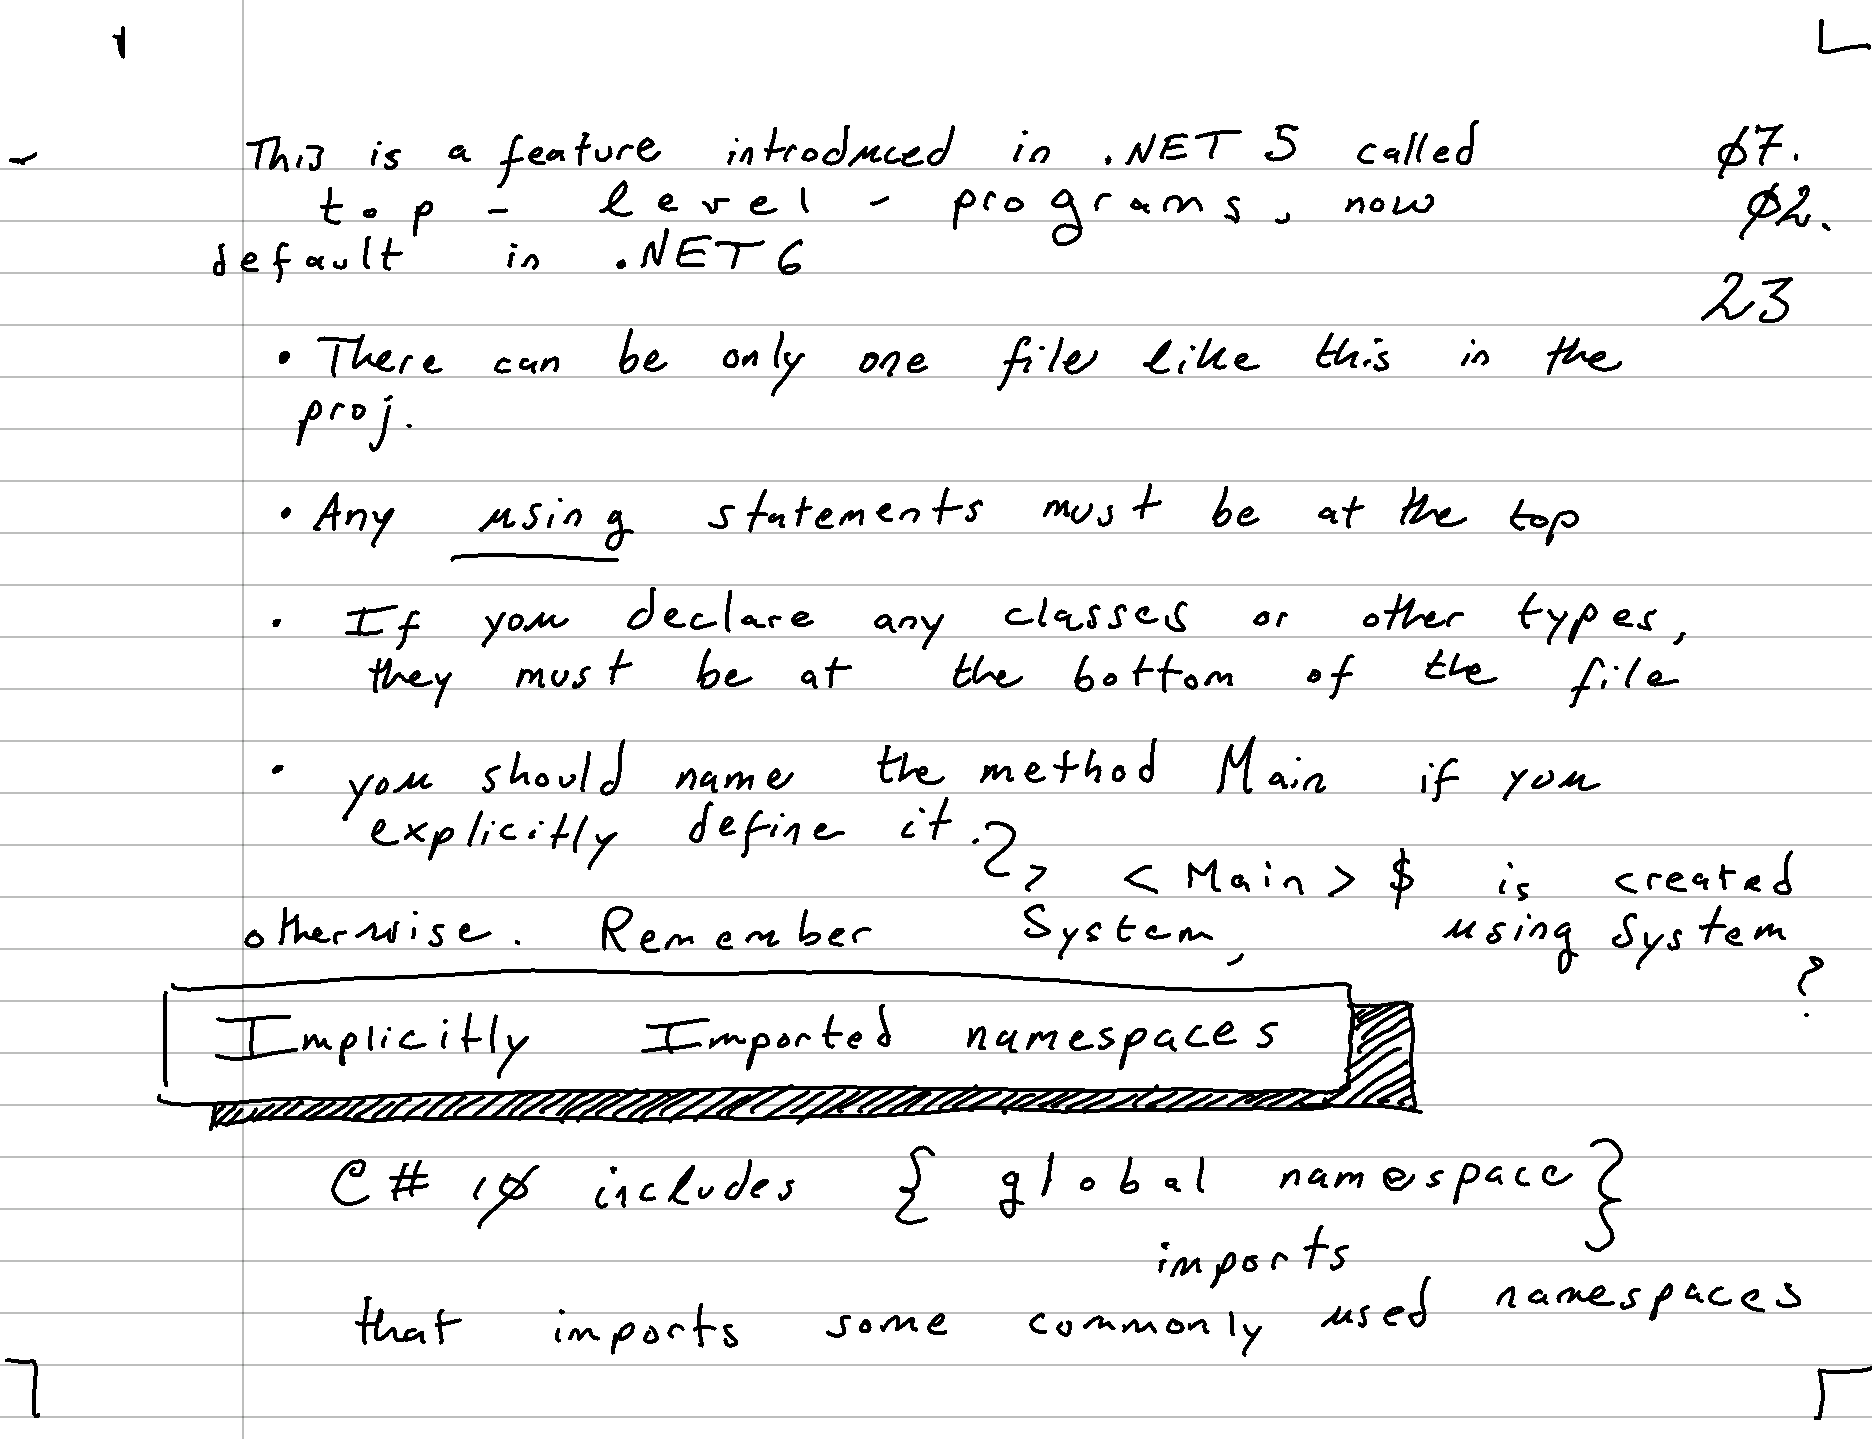 This is a feature introduced in .NET 5 called
ø7.
top-level-programs, now
ø2.
default in .NET 6
23
• There can be only one file like this in the
proj.
• Any using statements must be at the top
• If you declare any classes or other types,
they must be at the bottom of the file
• you should name the method Main if you
explicitly define it.
<Main>$ is created
otherwise. Remember System, using System
?
Implicitly Imported namespaces
C# 1ø includes { global namespace }
imports
that imports some commonly used namespaces